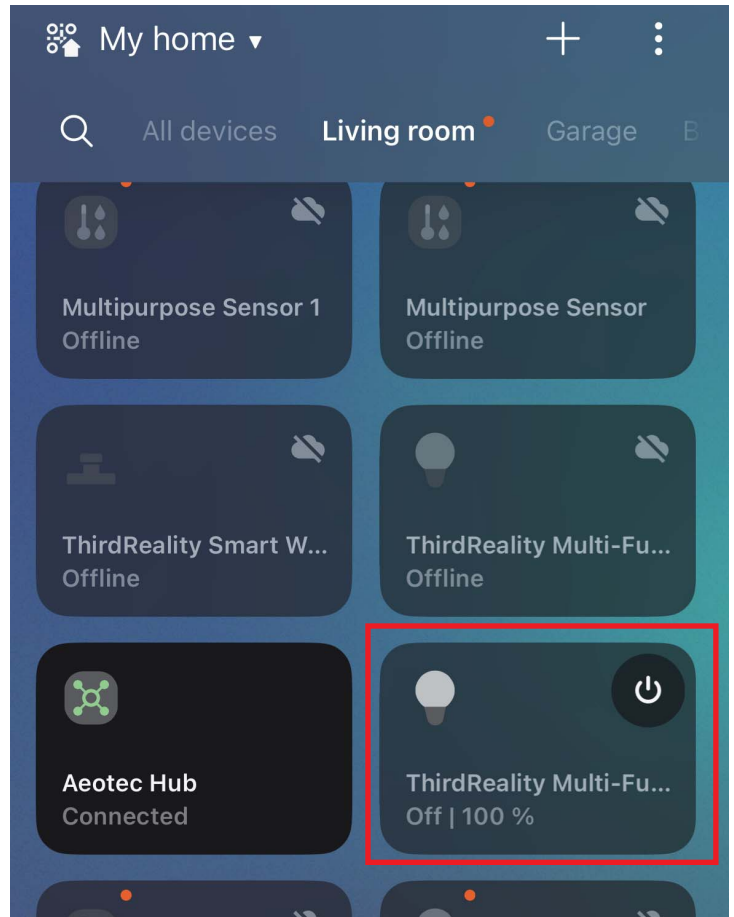 My home ▾
All devices Living room Garage B
Multipurpose Sensor 1
Offline
Multipurpose Sensor
Offline
ThirdReality Smart W...
Offline
ThirdReality Multi-Fu...
Offline
Aeotec Hub
Connected
ThirdReality Multi-Fu...
Off | 100 %